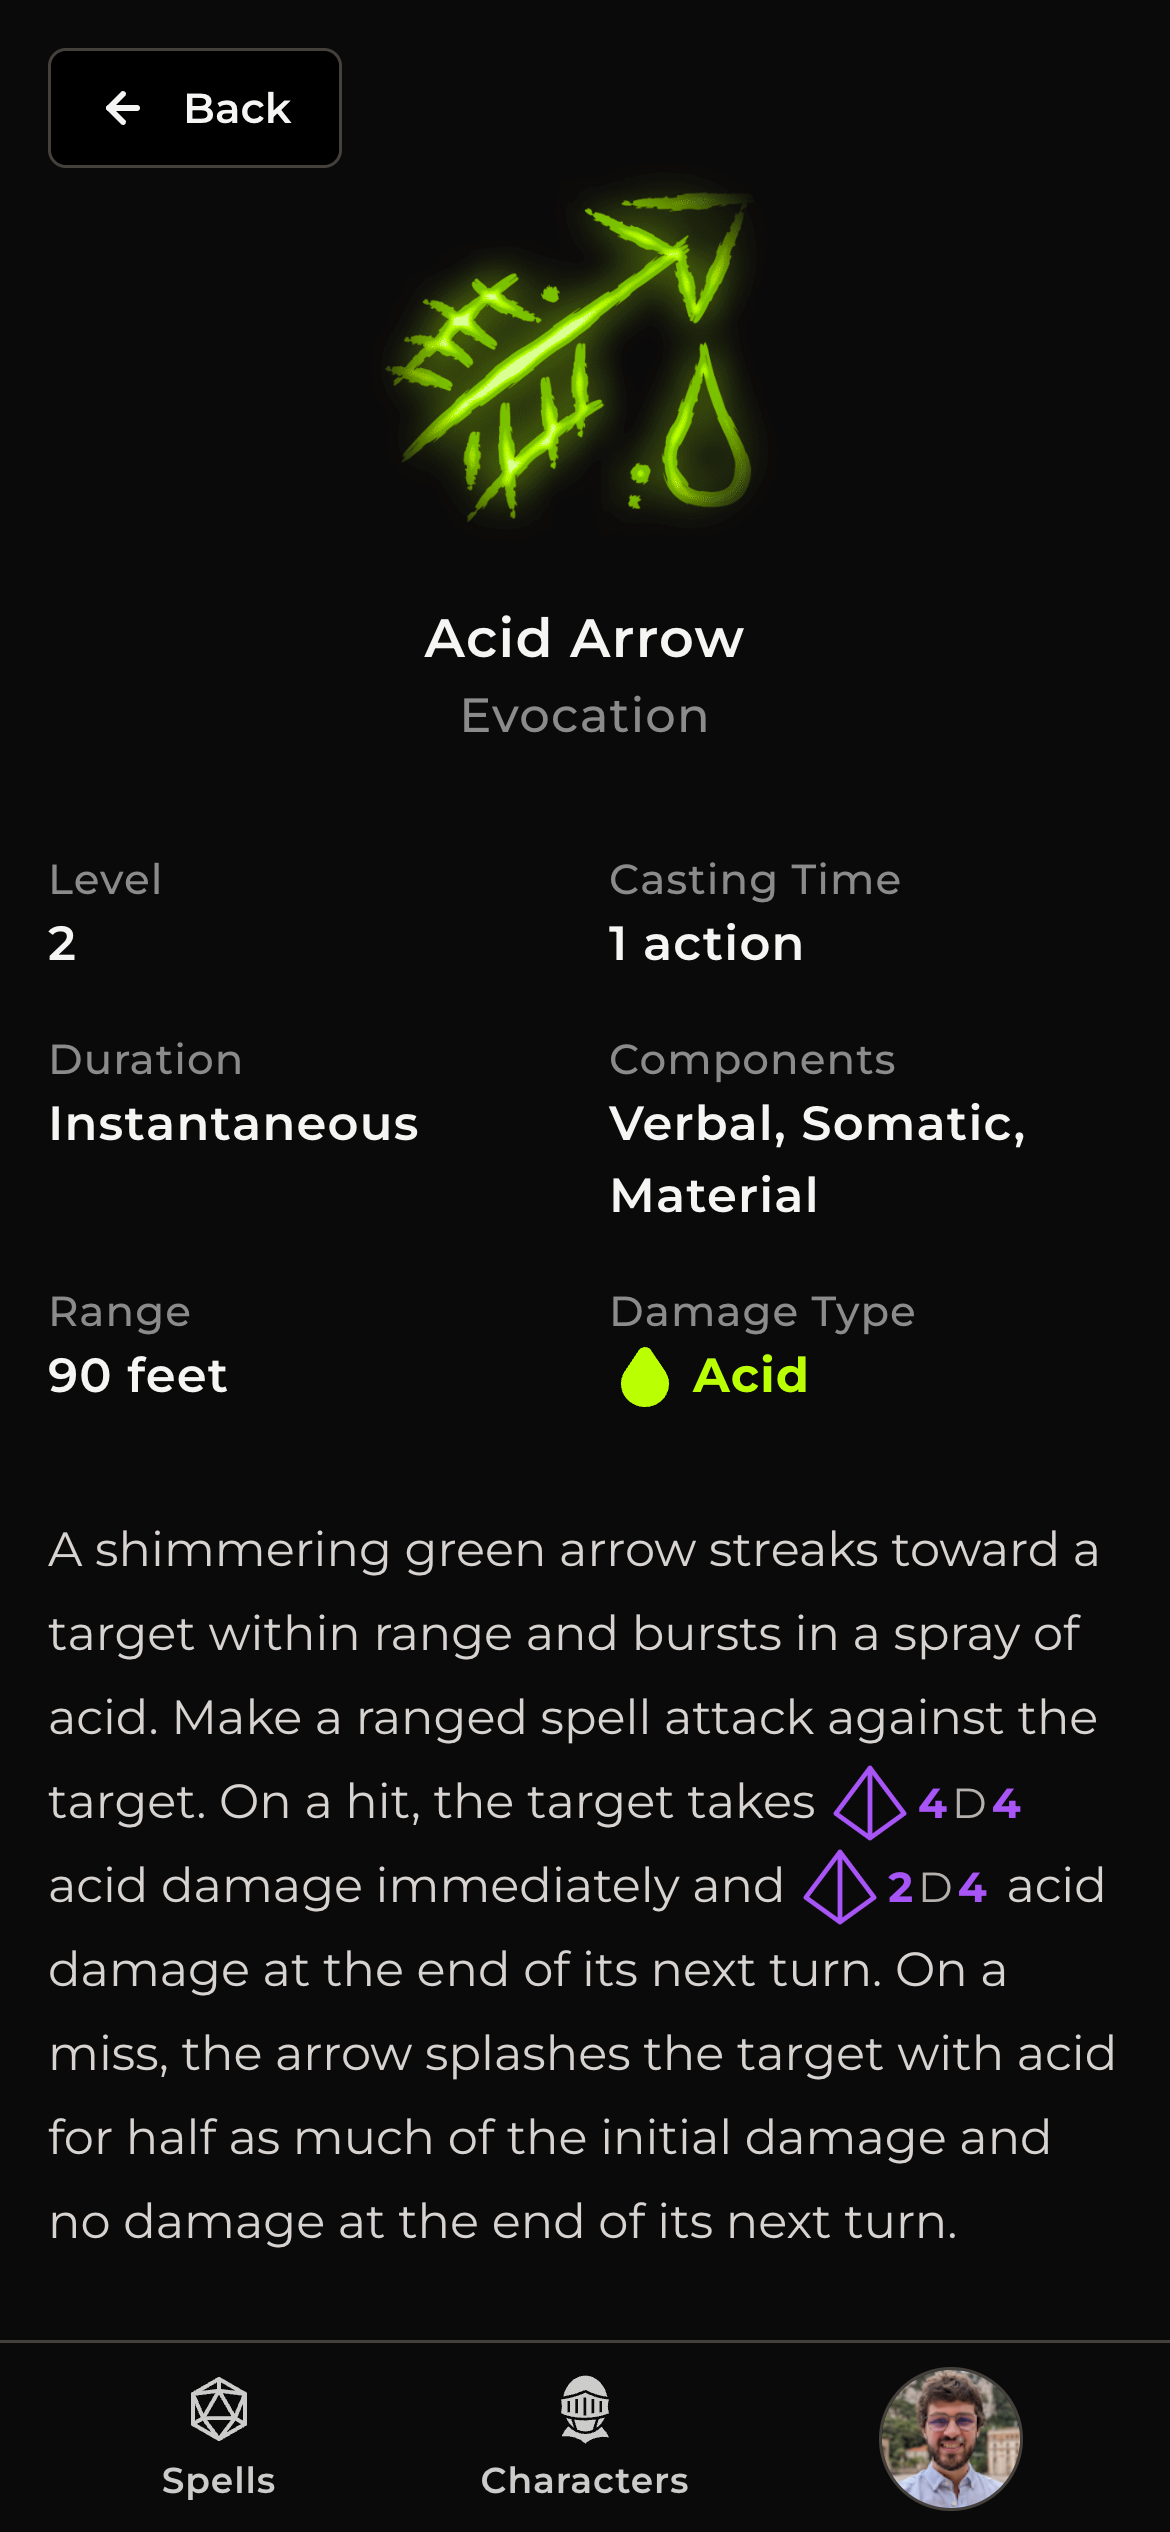 Back
Acid Arrow
Evocation
Level
2
Casting Time
1 action
Duration
Instantaneous
Components
Verbal, Somatic,
Material
Range
90 feet
Damage Type
Acid
A shimmering green arrow streaks toward a
target within range and bursts in a spray of
acid. Make a ranged spell attack against the
target. On a hit, the target takes 4D4
acid damage immediately and 2D4 acid
damage at the end of its next turn. On a
miss, the arrow splashes the target with acid
for half as much of the initial damage and
no damage at the end of its next turn.
Spells
Characters